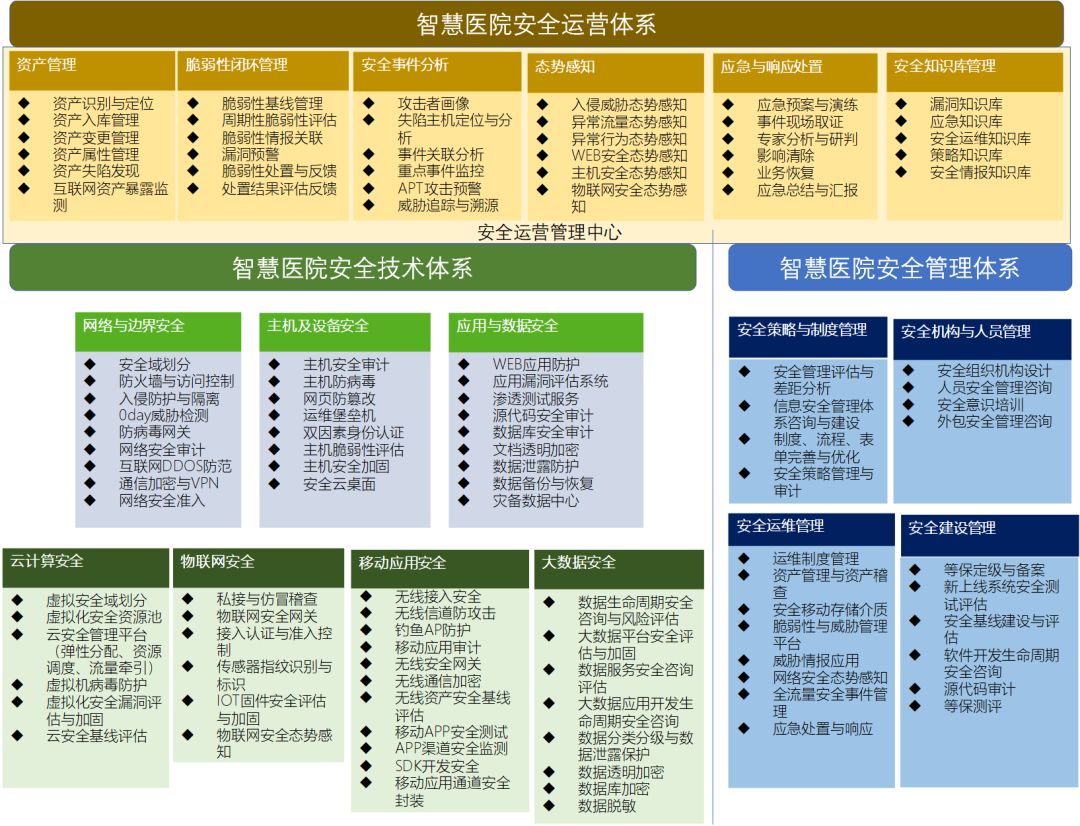 智慧医院安全运营体系
资产管理
◆ 资产识别与定位
◆ 资产入库管理
◆ 资产变更管理
◆ 资产属性管理
◆ 资产失陷发现
◆ 互联网资产暴露监
测
脆弱性闭环管理
◆ 脆弱性基线管理
◆ 周期性脆弱性评估
◆ 脆弱性情报关联
◆ 漏洞预警
◆ 脆弱性处置与反馈
◆ 处置结果评估反馈
安全事件分析
◆ 攻击者画像
◆ 失陷主机定位与分
析
◆ 事件关联分析
◆ 重点事件监控
◆ APT攻击预警
◆ 威胁追踪与溯源
态势感知
◆ 入侵威胁态势感知
◆ 异常流量态势感知
◆ 异常行为态势感知
◆ WEB安全态势感知
◆ 主机安全态势感知
◆ 物联网安全态势感
知
应急与响应处置
◆ 应急预案与演练
◆ 事件现场取证
◆ 专家分析与研判
◆ 影响清除
◆ 业务恢复
◆ 应急总结与汇报
安全知识库管理
◆ 漏洞知识库
◆ 应急知识库
◆ 安全运维知识库
◆ 策略知识库
◆ 安全情报知识库
安全运营管理中心
智慧医院安全技术体系
网络与边界安全
◆ 安全域划分
◆ 防火墙与访问控制
◆ 入侵防护与隔离
◆ 0day威胁检测
◆ 防病毒网关
◆ 网络安全审计
◆ 互联网DDOS防范
◆ 通信加密与VPN
◆ 网络安全准入
主机及设备安全
◆ 主机安全审计
◆ 主机防病毒
◆ 网页防篡改
◆ 运维堡垒机
◆ 双因素身份认证
◆ 主机脆弱性评估
◆ 主机安全加固
◆ 安全云桌面
应用与数据安全
◆ WEB应用防护
◆ 应用漏洞评估系统
◆ 渗透测试服务
◆ 源代码安全审计
◆ 数据库安全审计
◆ 文档透明加密
◆ 数据泄露防护
◆ 数据备份与恢复
◆ 灾备数据中心
云计算安全
◆ 虚拟安全域划分
◆ 虚拟化安全资源池
◆ 云安全管理平台
（弹性分配、资源
调度、流量牵引）
◆ 虚拟机病毒防护
◆ 虚拟化安全漏洞评
估与加固
◆ 云安全基线评估
物联网安全
◆ 私接与仿冒稽查
◆ 物联网安全网关
◆ 接入认证与准入控
制
◆ 传感器指纹识别与
标识
◆ IOT固件安全评估
与加固
◆ 物联网安全态势感
知
移动应用安全
◆ 无线接入安全
◆ 无线信道防攻击
◆ 钓鱼AP防护
◆ 移动应用审计
◆ 无线安全网关
◆ 无线通信加密
◆ 无线资产安全基线
评估
◆ 移动APP安全测试
◆ APP渠道安全监测
◆ SDK开发安全
◆ 移动应用通道安全
封装
大数据安全
◆ 数据生命周期安全
咨询与风险评估
◆ 大数据平台安全评
估与加固
◆ 数据服务安全咨询
评估
◆ 大数据应用开发生
命周期安全咨询
◆ 数据分类分级与数
据泄露保护
◆ 数据透明加密
◆ 数据库加密
◆ 数据脱敏
智慧医院安全管理体系
安全策略与制度管理
◆ 安全管理评估与
差距分析
◆ 信息安全管理体
系咨询与建设
◆ 制度、流程、表
单完善与优化
◆ 安全策略管理与
审计
安全机构与人员管理
◆ 安全组织机构设计
◆ 人员安全管理咨询
◆ 安全意识培训
◆ 外包安全管理咨询
安全运维管理
◆ 运维制度管理
◆ 资产管理与资产稽
查
◆ 安全移动存储介质
◆ 脆弱性与威胁管理
平台
◆ 威胁情报应用
◆ 网络安全态势感知
◆ 全流量安全事件管
理
◆ 应急处置与响应
安全建设管理
◆ 等保定级与备案
◆ 新上线系统安全测
试评估
◆ 安全基线建设与评
估
◆ 软件开发生命周期
安全咨询
◆ 源代码审计
◆ 等保测评